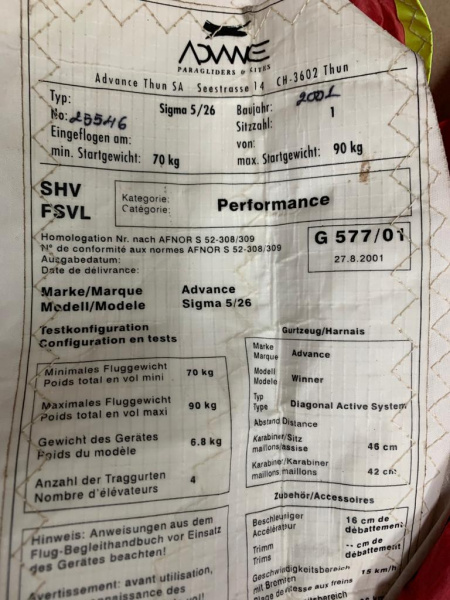 ADVANCE
PARAGLIDERS & KITES
Advance Thun SA Seestrasse 14 CH-3602 Thun
Typ: Sigma 5/26 Baujahr: 2001
No: 25546 Sitzzahl: 1
Eingeflogen am: von:
min. Startgewicht: 70 kg max. Startgewicht: 90 kg
SHV
FSVL
Kategorie:
Catégorie:
Performance
Homologation Nr. nach AFNOR S 52-308/309
N° de conformité aux normes AFNOR S 52-308/309
Ausgabedatum:
Date de délivrance:
G 577/01
27.8.2001
Marke/Marque Advance
Modell/Modele Sigma 5/26
Testkonfiguration
Configuration en tests
Minimales Fluggewicht 70 kg
Poids total en vol mini
Maximales Fluggewicht 90 kg
Poids total en vol maxi
Gewicht des Gerätes 6.8 kg
Poids du modèle
Anzahl der Traggurten 4
Nombre d'élévateurs
Hinweis: Anweisungen aus dem
Flug-Begleithandbuch vor Einsatz
des Gerätes beachten!
Avertissement: avant utilisation,
Gurtzeug/Harnais
Marke
Marque
Advance
Modell
Modele
Winner
Typ
Type
Diagonal Active System
Abstand Distance
Karabiner/Sitz
maillons/assise
46 cm
Karabiner/Karabiner
maillons maillons
42 cm
Zubehör/Accessoires
Beschleuniger
Accélérateur
16 cm de
débattement
Trimm
Trims
-- cm de
débattement
Geschwindigkeitsbereich
mit Bremsen
15 km/h
vitesse aux freins